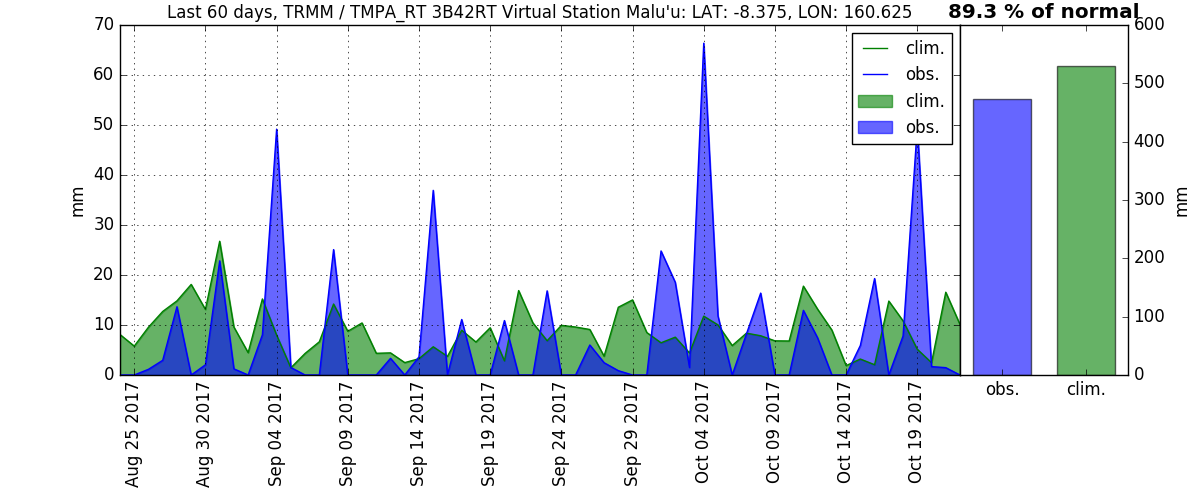 Last 60 days, TRMM / TMPA_RT 3B42RT Virtual Station Malu'u: LAT: -8.375, LON: 160.625
89.3 % of normal
70
60
50
40
30
20
10
0
mm
clim.
obs.
clim.
obs.
600
500
400
300
200
100
0
mm
Aug 25 2017
Aug 30 2017
Sep 04 2017
Sep 09 2017
Sep 14 2017
Sep 19 2017
Sep 24 2017
Sep 29 2017
Oct 04 2017
Oct 09 2017
Oct 14 2017
Oct 19 2017
obs.
clim.